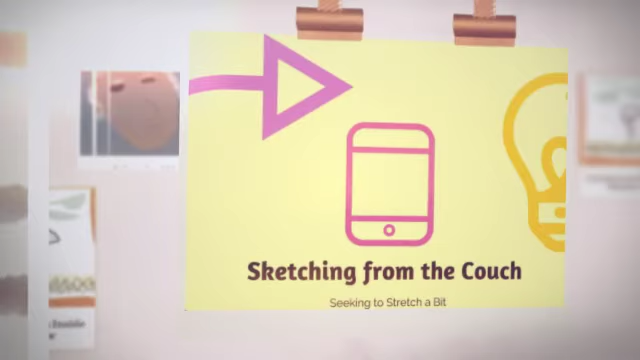 Sketching from the Couch
Seeking to Stretch a Bit